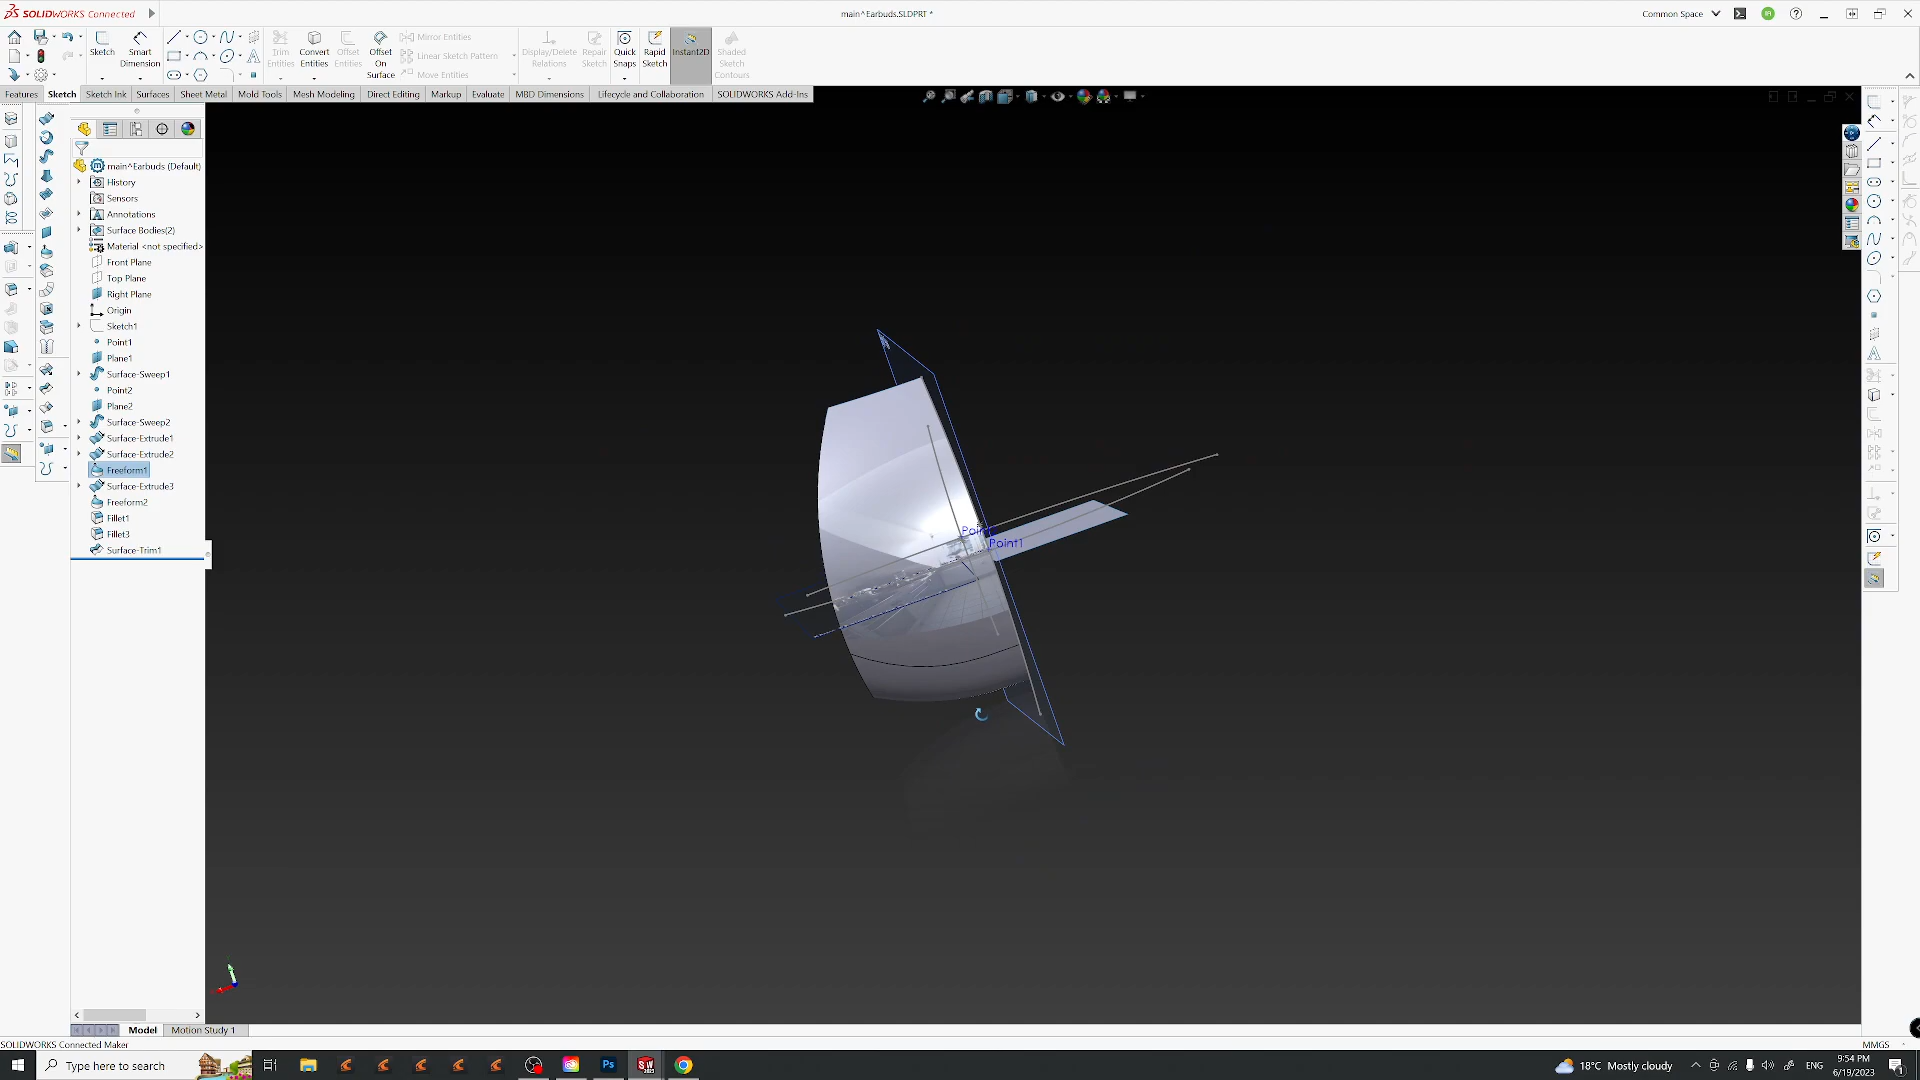 SOLIDWORKS Connected
main^Earbuds.SLDPRT *
Common Space
Sketch
Smart Dimension
Trim Entities
Convert Entities
Offset Entities
Offset On Surface
Mirror Entities
Linear Sketch Pattern
Move Entities
Display/Delete Relations
Repair Sketch
Quick Snaps
Rapid Sketch
Instant2D
Shaded Sketch Contours
Features
Sketch
Sketch Ink
Surfaces
Sheet Metal
Mold Tools
Mesh Modeling
Direct Editing
Markup
Evaluate
MBD Dimensions
Lifecycle and Collaboration
SOLIDWORKS Add-Ins
main^Earbuds (Default)
History
Sensors
Annotations
Surface Bodies(2)
Material <not specified>
Front Plane
Top Plane
Right Plane
Origin
Sketch1
Point1
Plane1
Surface-Sweep1
Point2
Plane2
Surface-Sweep2
Surface-Extrude1
Surface-Extrude2
Freeform1
Surface-Extrude3
Freeform2
Fillet1
Fillet3
Surface-Trim1
Point1
Model
Motion Study 1
SOLIDWORKS Connected Maker
MMGS
Type here to search
18°C Mostly cloudy
ENG
9:54 PM
6/19/2023